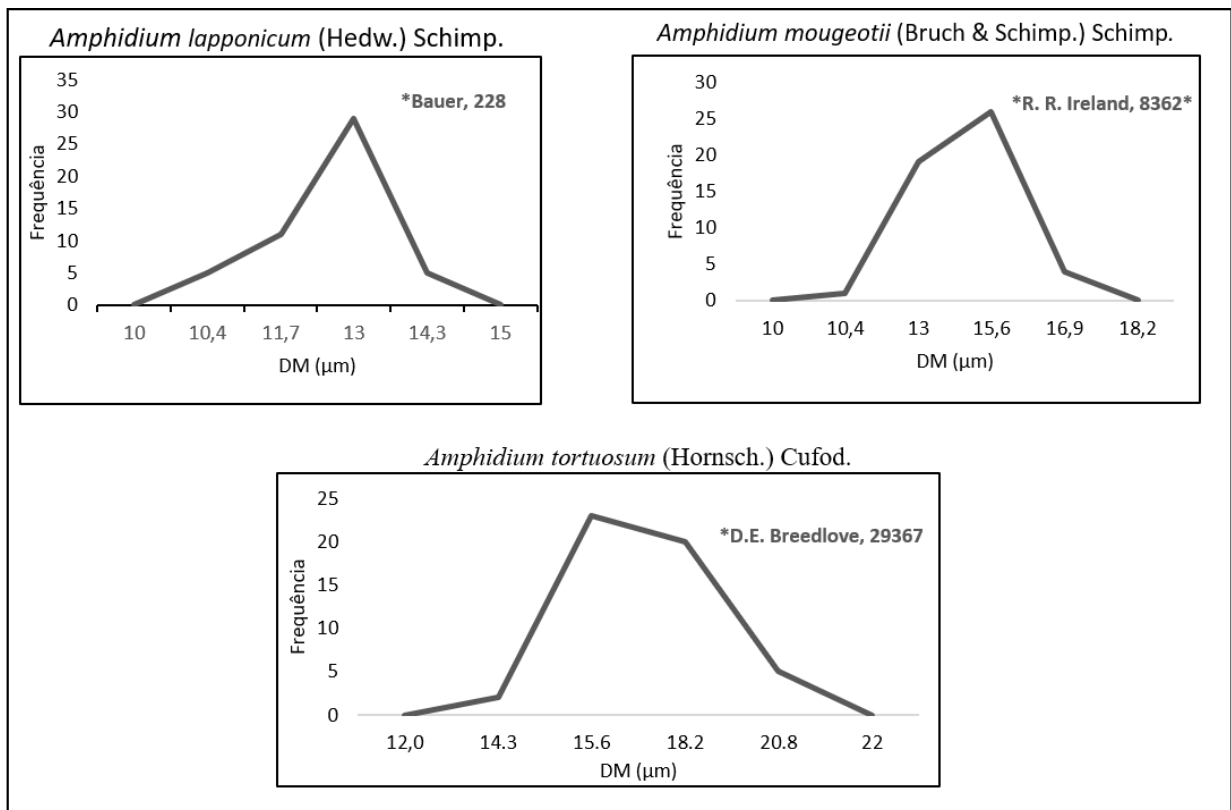 Amphidium lapponicum (Hedw.) Schimp.
*Bauer, 228
35
30
25
20
15
10
5
0
Frequência
10 10,4 11,7 13 14,3 15
DM (µm)
Amphidium mougeotii (Bruch & Schimp.) Schimp.
*R. R. Ireland, 8362*
30
25
20
15
10
5
0
Frequência
10 10,4 13 15,6 16,9 18,2
DM (µm)
Amphidium tortuosum (Hornsch.) Cufod.
*D.E. Breedlove, 29367
25
20
15
10
5
0
Frequência
12,0 14.3 15.6 18.2 20.8 22
DM (µm)